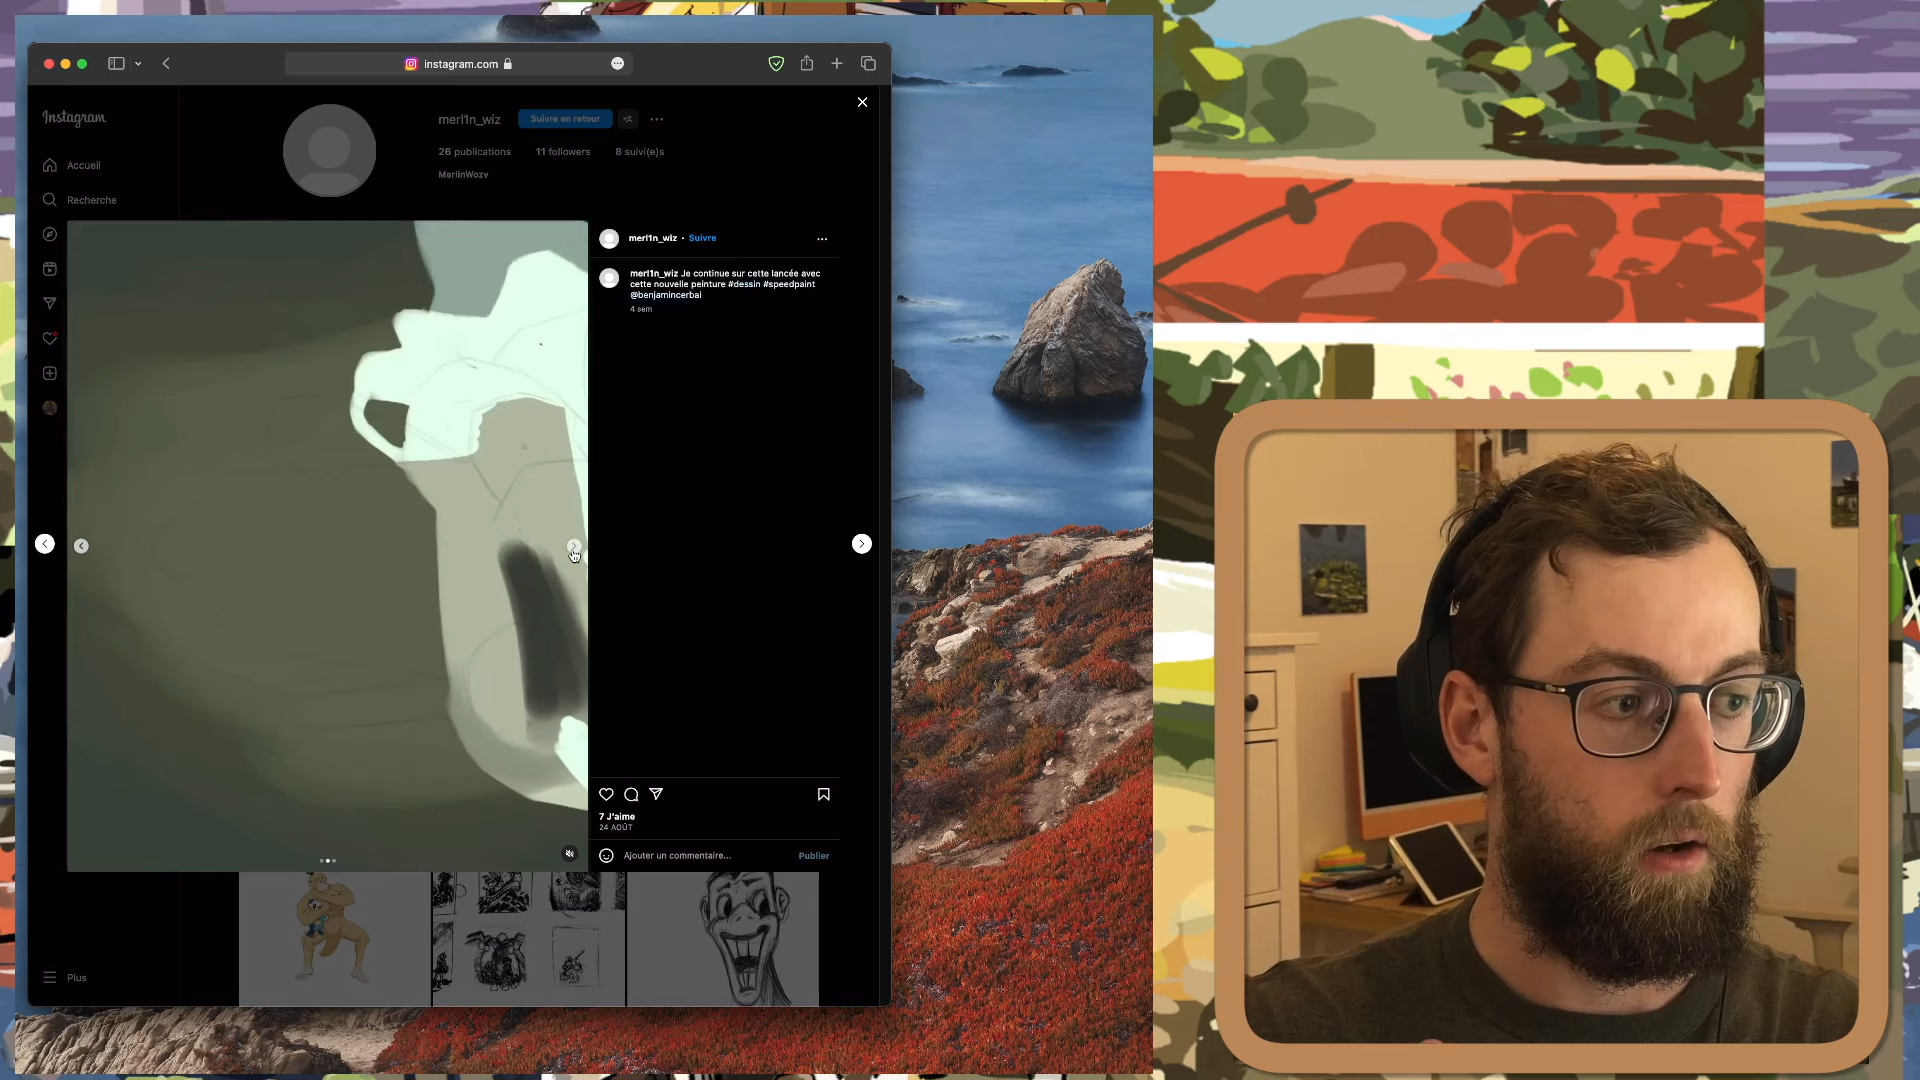 instagram.com
Instagram
merl1n_wiz
Suivre en retour
26 publications
11 followers
8 suivi(e)s
MerlinWozv
Accueil
Recherche
merl1n_wiz • Suivre
merl1n_wiz Je continue sur cette lancée avec
cette nouvelle peinture #dessin #speedpaint
@benjamincerbai
4 sem
7 J'aime
24 AOÛT
Ajouter un commentaire...
Publier
Plus